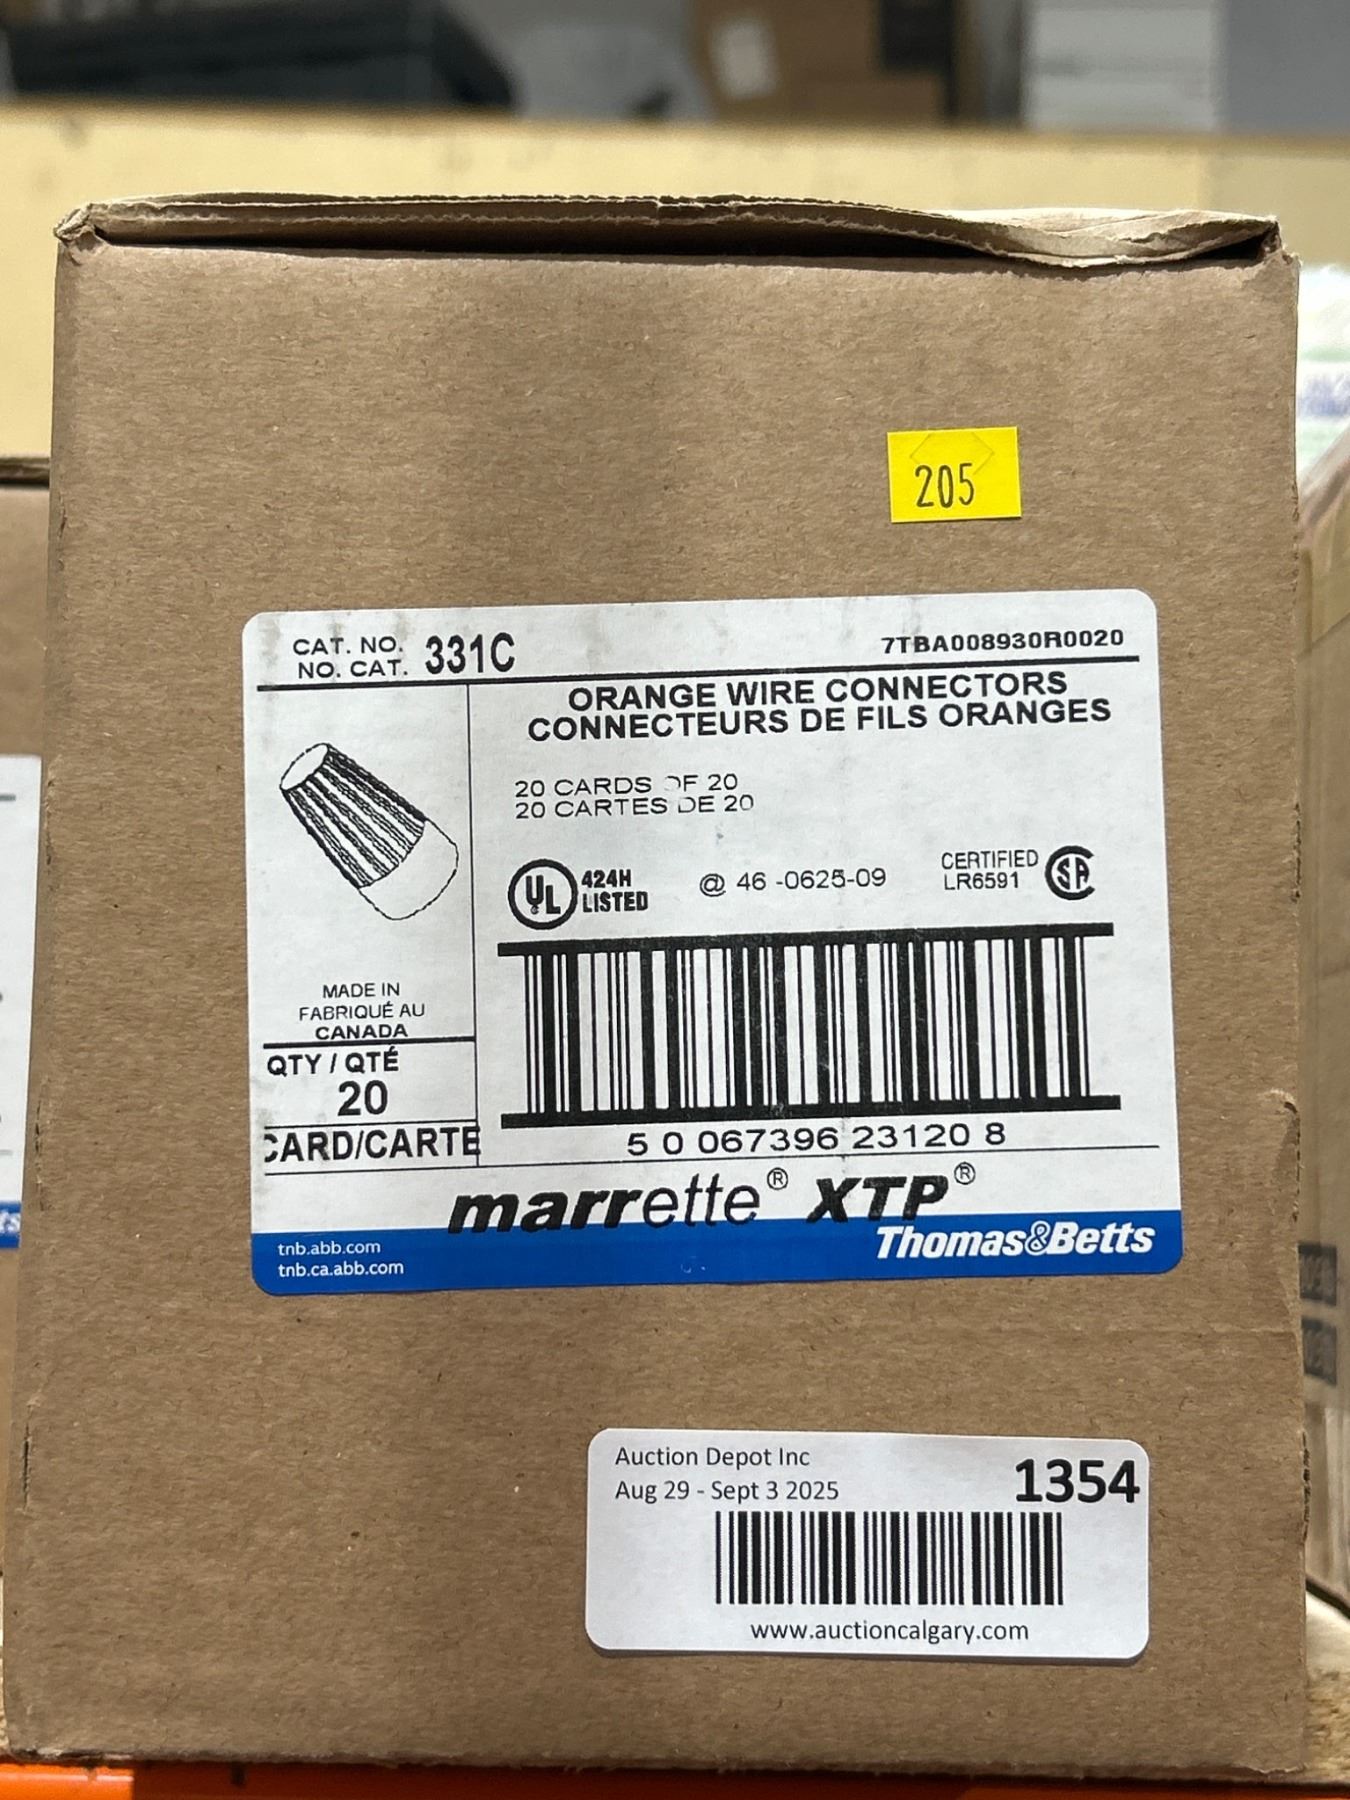 205
CAT. NO.
NO. CAT. 331C
7TBA008930R0020
ORANGE WIRE CONNECTORS
CONNECTEURS DE FILS ORANGES
20 CARDS OF 20
20 CARTES DE 20
UL 424H
LISTED
@ 46 -0625-09
CERTIFIED
LR6591
MADE IN
FABRIQUÉ AU
CANADA
QTY / QTÉ
20
CARD/CARTE
5 0 067396 23120 8
marrette® XTP®
Thomas&Betts
tnb.abb.com
tnb.ca.abb.com
Auction Depot Inc
Aug 29 - Sept 3 2025
1354
www.auctioncalgary.com